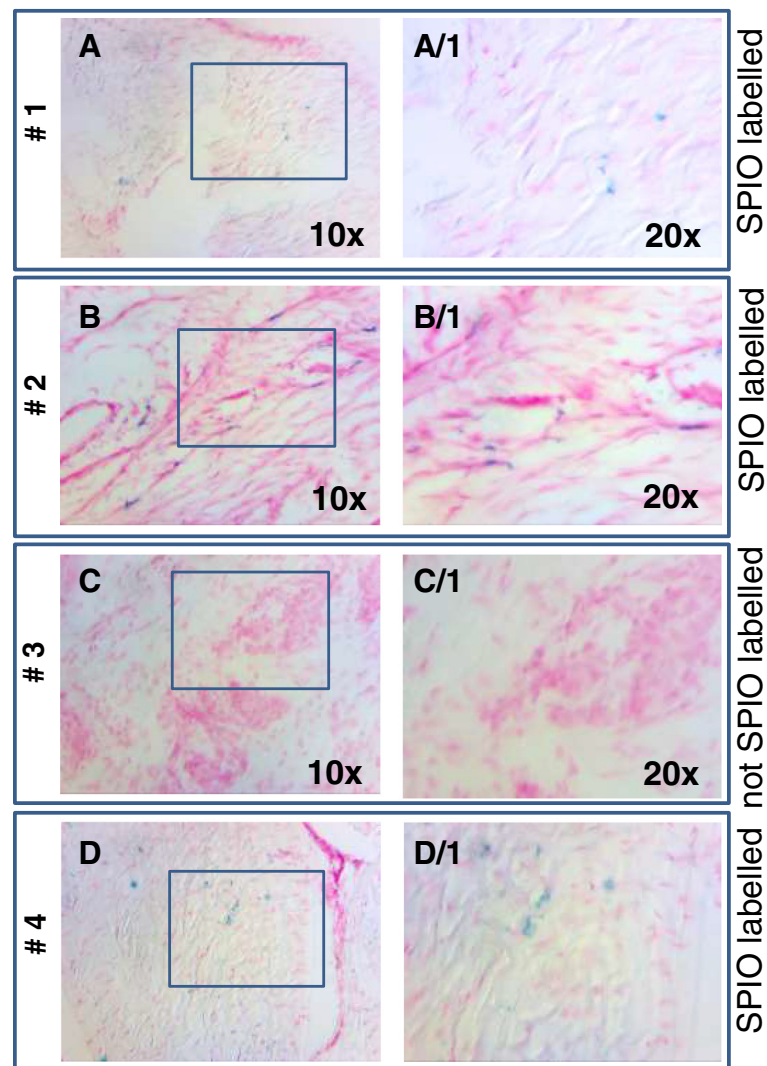 # 1
A
10x
A/1
20x
SPIO labelled
# 2
B
10x
B/1
20x
SPIO labelled
# 3
C
10x
C/1
20x
not SPIO labelled
# 4
D
D/1
SPIO labelled